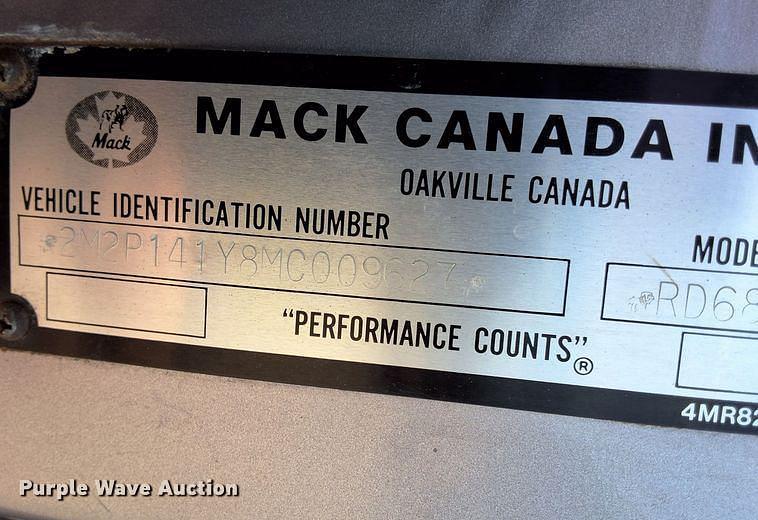 Mack
MACK CANADA IN
OAKVILLE CANADA
VEHICLE IDENTIFICATION NUMBER
2M2P141Y8MC009627
MODE
RD68
"PERFORMANCE COUNTS"®
4MR82
Purple Wave Auction